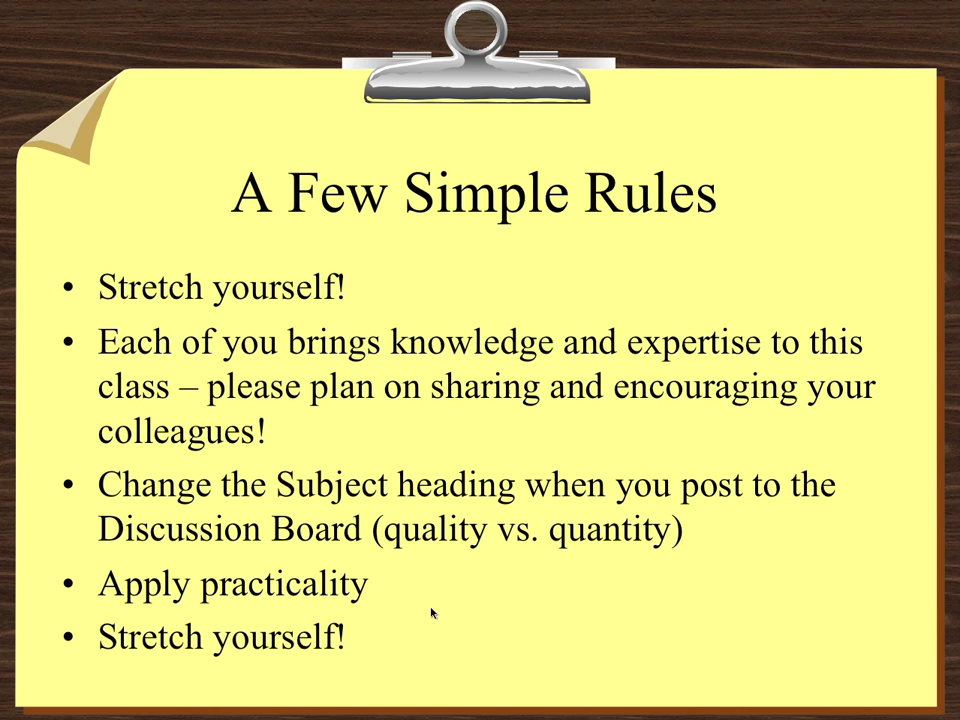 A Few Simple Rules
• Stretch yourself!
• Each of you brings knowledge and expertise to this
class – please plan on sharing and encouraging your
colleagues!
• Change the Subject heading when you post to the
Discussion Board (quality vs. quantity)
• Apply practicality
• Stretch yourself!